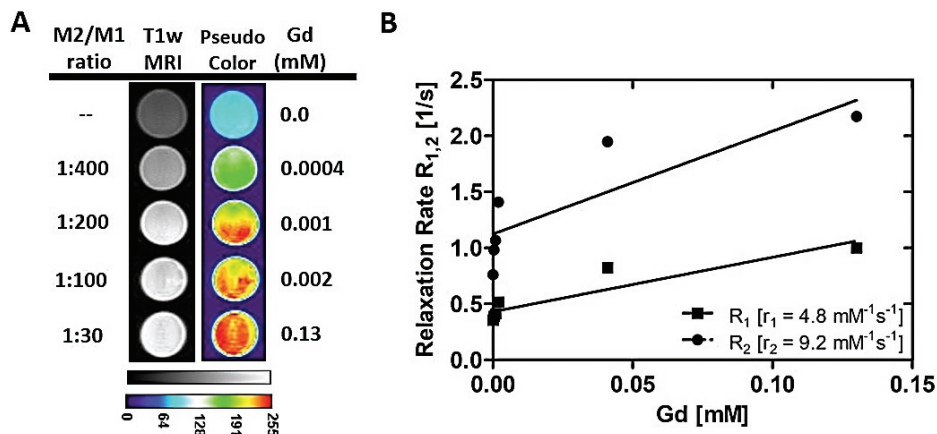 A
M2/M1 ratio T1w MRI Pseudo Color Gd (mM)
-- 0.0
1:400 0.0004
1:200 0.001
1:100 0.002
1:30 0.13
0 64 128 191 255
B
Relaxation Rate R1,2 [1/s]
2.5
2.0
1.5
1.0
0.5
0.0
R1 [r1 = 4.8 mM-1s-1]
R2 [r2 = 9.2 mM-1s-1]
0.00 0.05 0.10 0.15
Gd [mM]